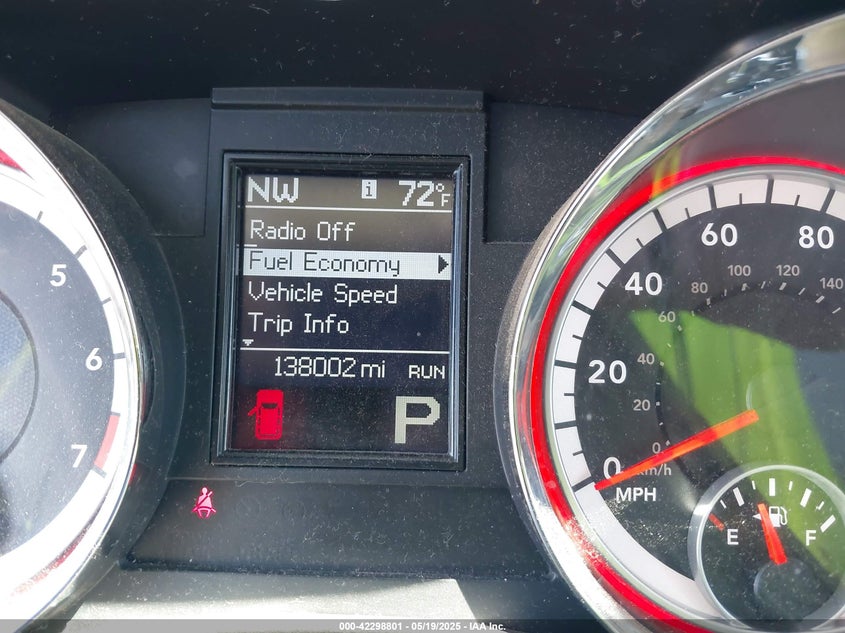 NW i 72°F
Radio Off
Fuel Economy
Vehicle Speed
Trip Info
138002 mi RUN
P
5
6
7
0
20
40
60
80
0
20
40
60
80
100
120
140
km/h
MPH
E F
000-42298801 - 05/19/2025 - IAA Inc.